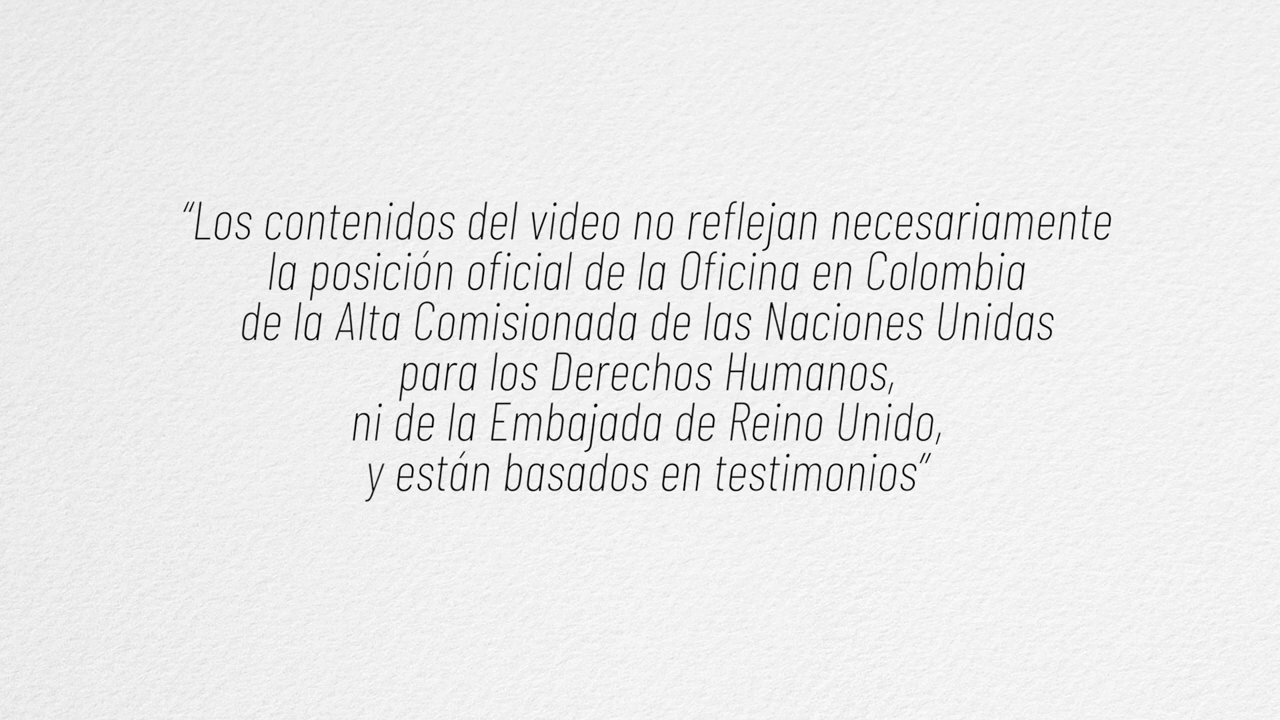 “Los contenidos del video no reflejan necesariamente
la posición oficial de la Oficina en Colombia
de la Alta Comisionada de las Naciones Unidas
para los Derechos Humanos,
ni de la Embajada de Reino Unido,
y están basados en testimonios”